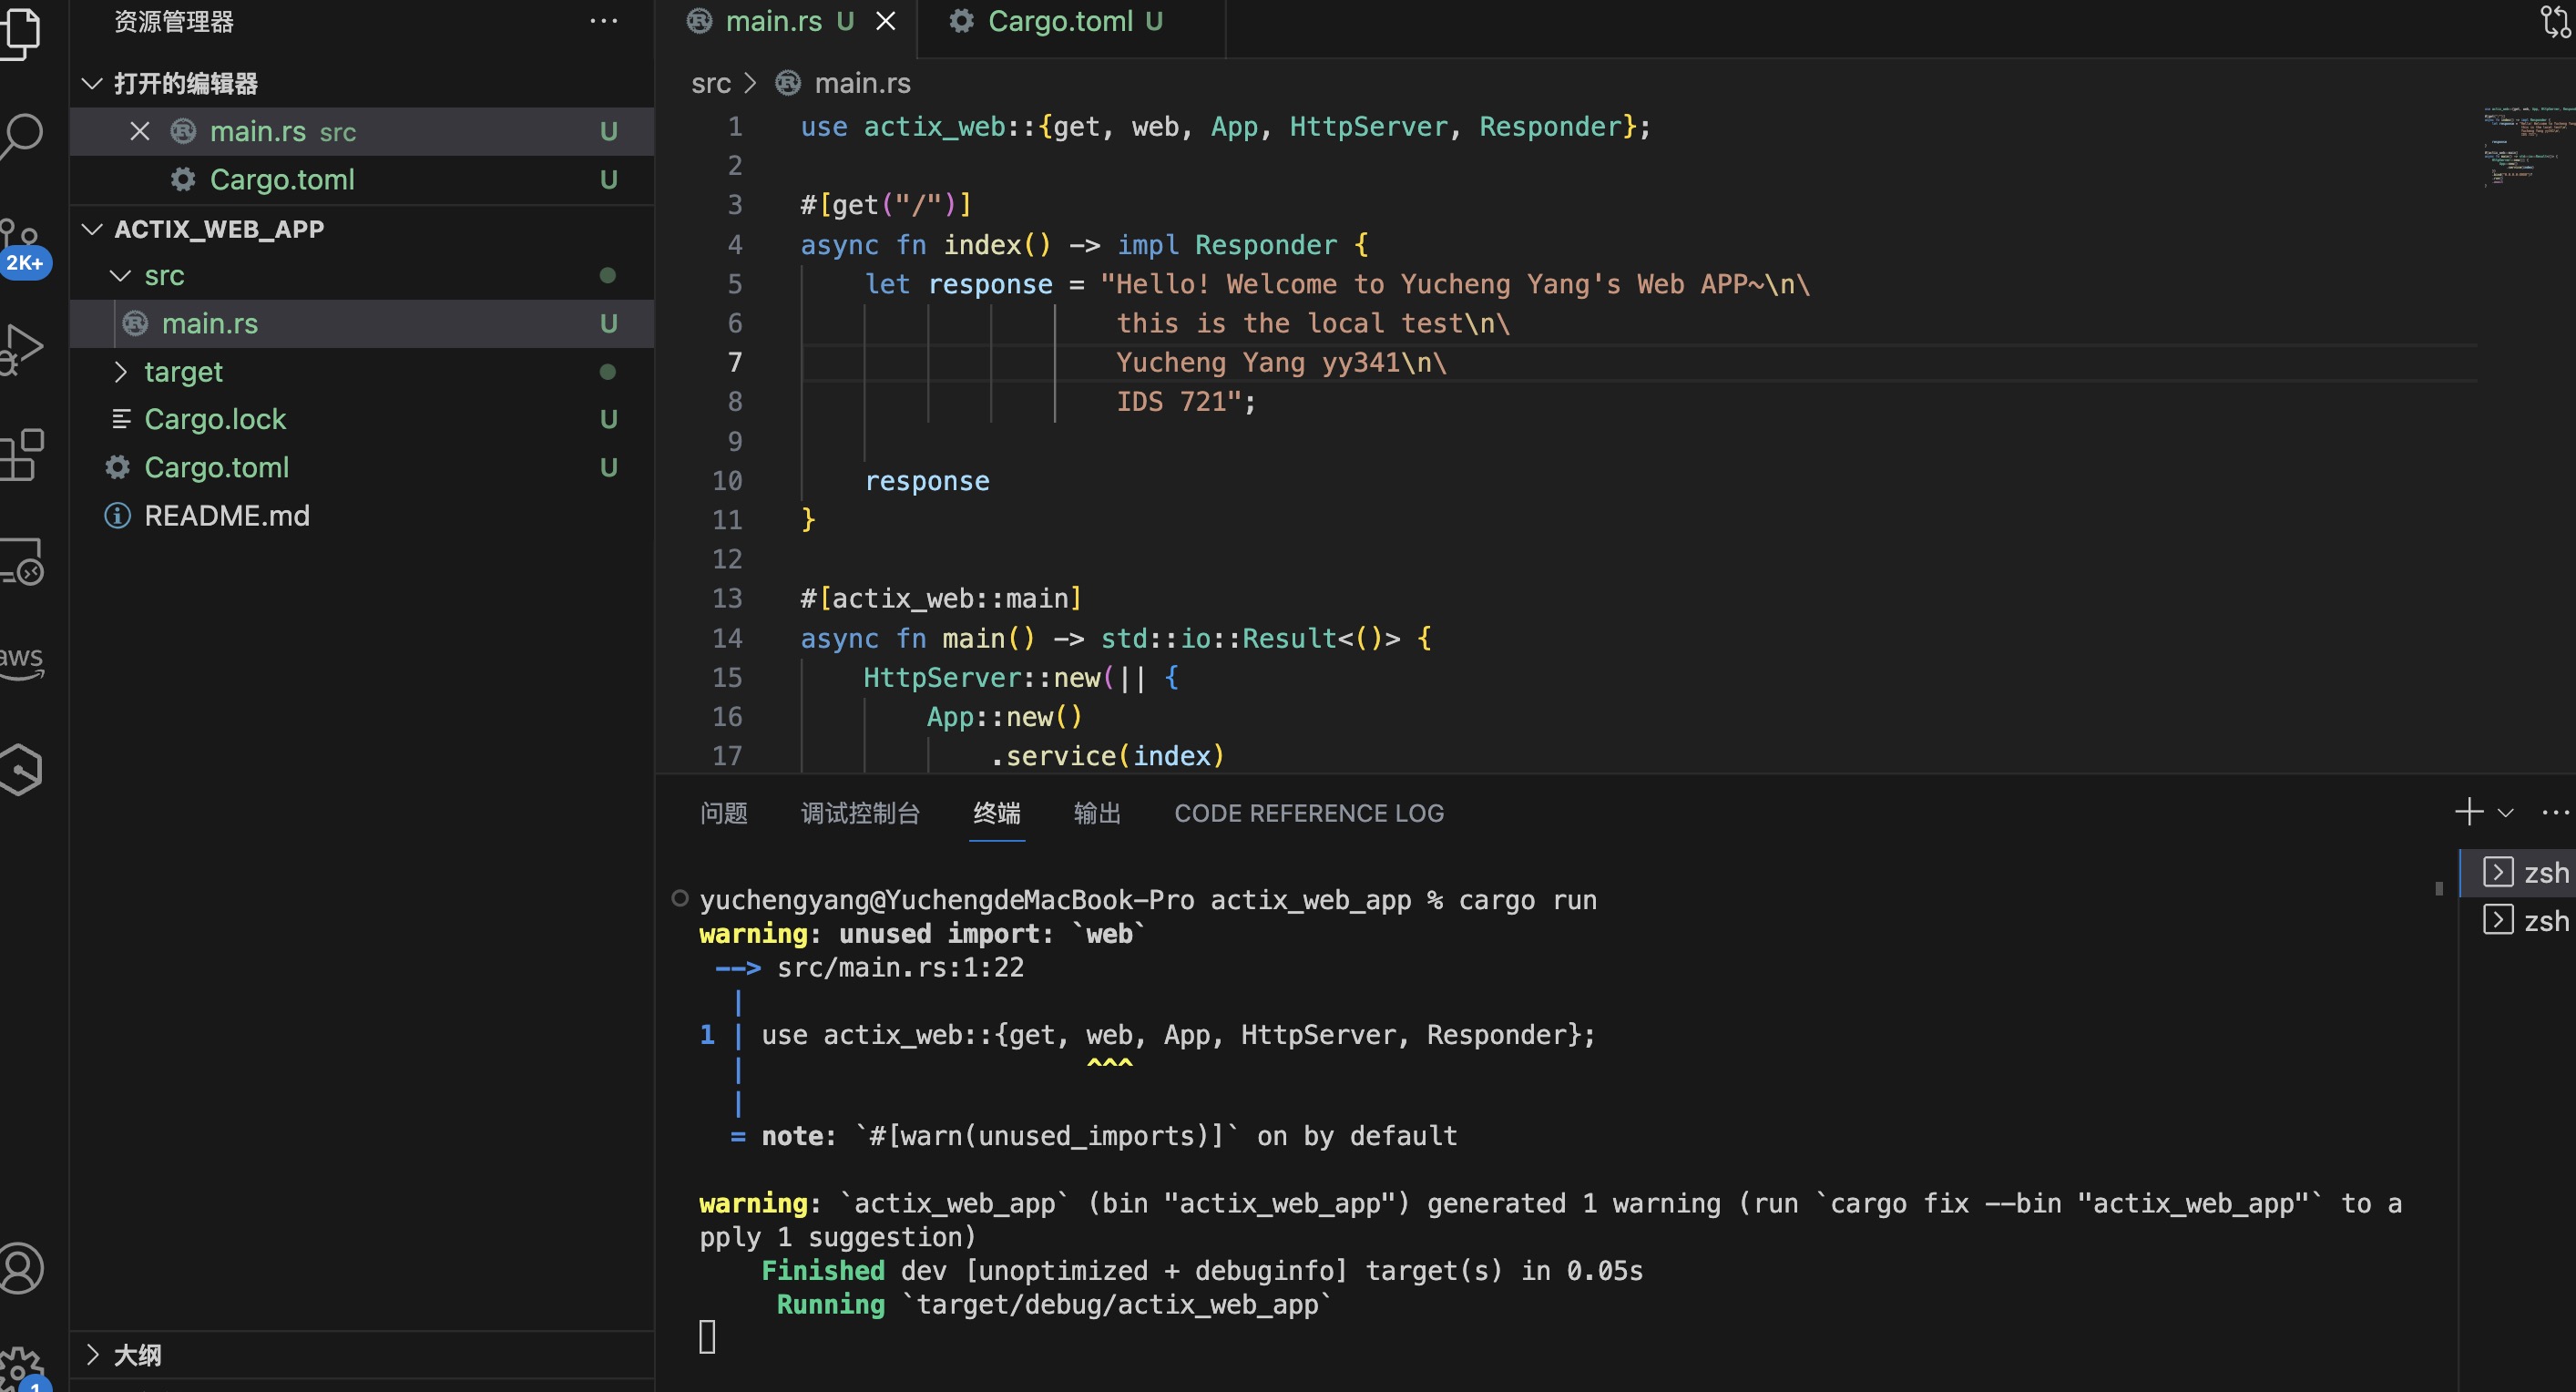 资源管理器
打开的编辑器
main.rs src U
Cargo.toml U
ACTIX_WEB_APP
src
main.rs U
target
Cargo.lock U
Cargo.toml U
README.md
大纲
2K+
aws
1
main.rs U
Cargo.toml U
src > main.rs
1 use actix_web::{get, web, App, HttpServer, Responder};
2
3 #[get("/")]
4 async fn index() -> impl Responder {
5 let response = "Hello! Welcome to Yucheng Yang's Web APP~\n\
6 this is the local test\n\
7 Yucheng Yang yy341\n\
8 IDS 721";
9
10 response
11 }
12
13 #[actix_web::main]
14 async fn main() -> std::io::Result<()> {
15 HttpServer::new(|| {
16 App::new()
17 .service(index)
问题 调试控制台 终端 输出 CODE REFERENCE LOG
yuchengyang@YuchengdeMacBook-Pro actix_web_app % cargo run
warning: unused import: `web`
--> src/main.rs:1:22
|
1 | use actix_web::{get, web, App, HttpServer, Responder};
| ^^^
|
= note: `#[warn(unused_imports)]` on by default
warning: `actix_web_app` (bin "actix_web_app") generated 1 warning (run `cargo fix --bin "actix_web_app"` to a
pply 1 suggestion)
Finished dev [unoptimized + debuginfo] target(s) in 0.05s
Running `target/debug/actix_web_app`
zsh
zsh